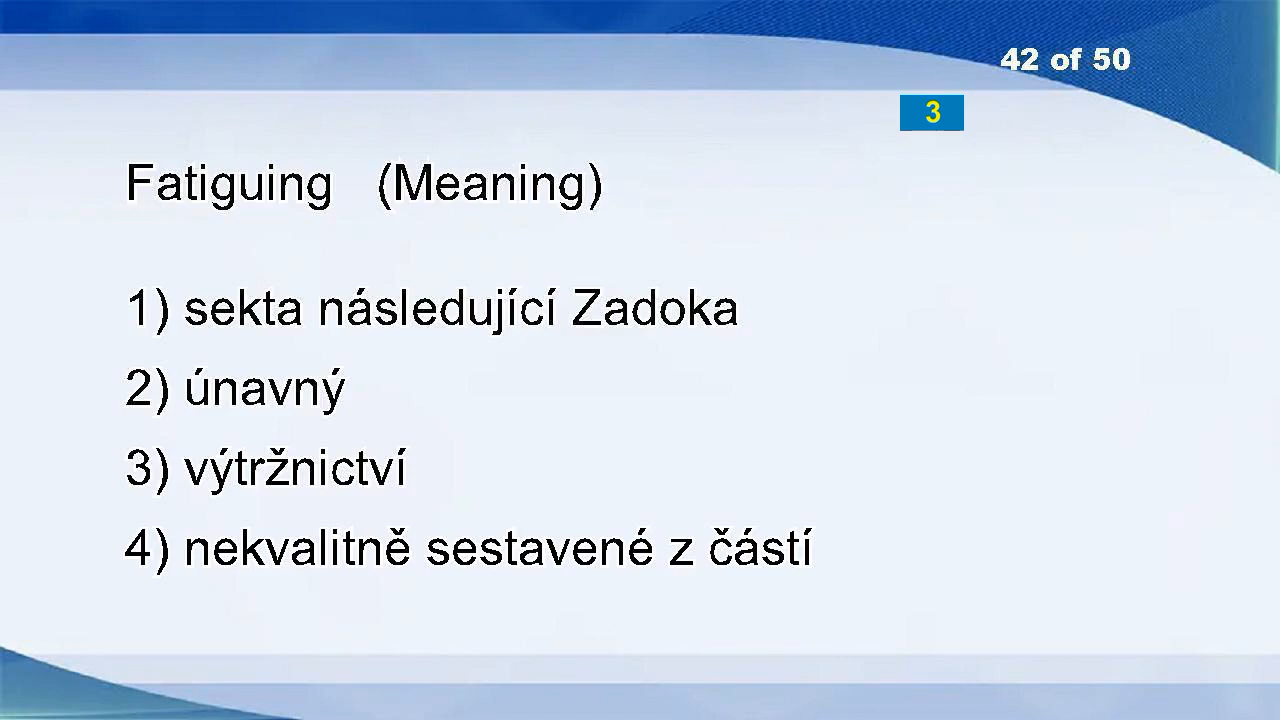 42 of 50
3
Fatiguing (Meaning)
1) sekta následující Zadoka
2) únavný
3) výtržnictví
4) nekvalitně sestavené z částí